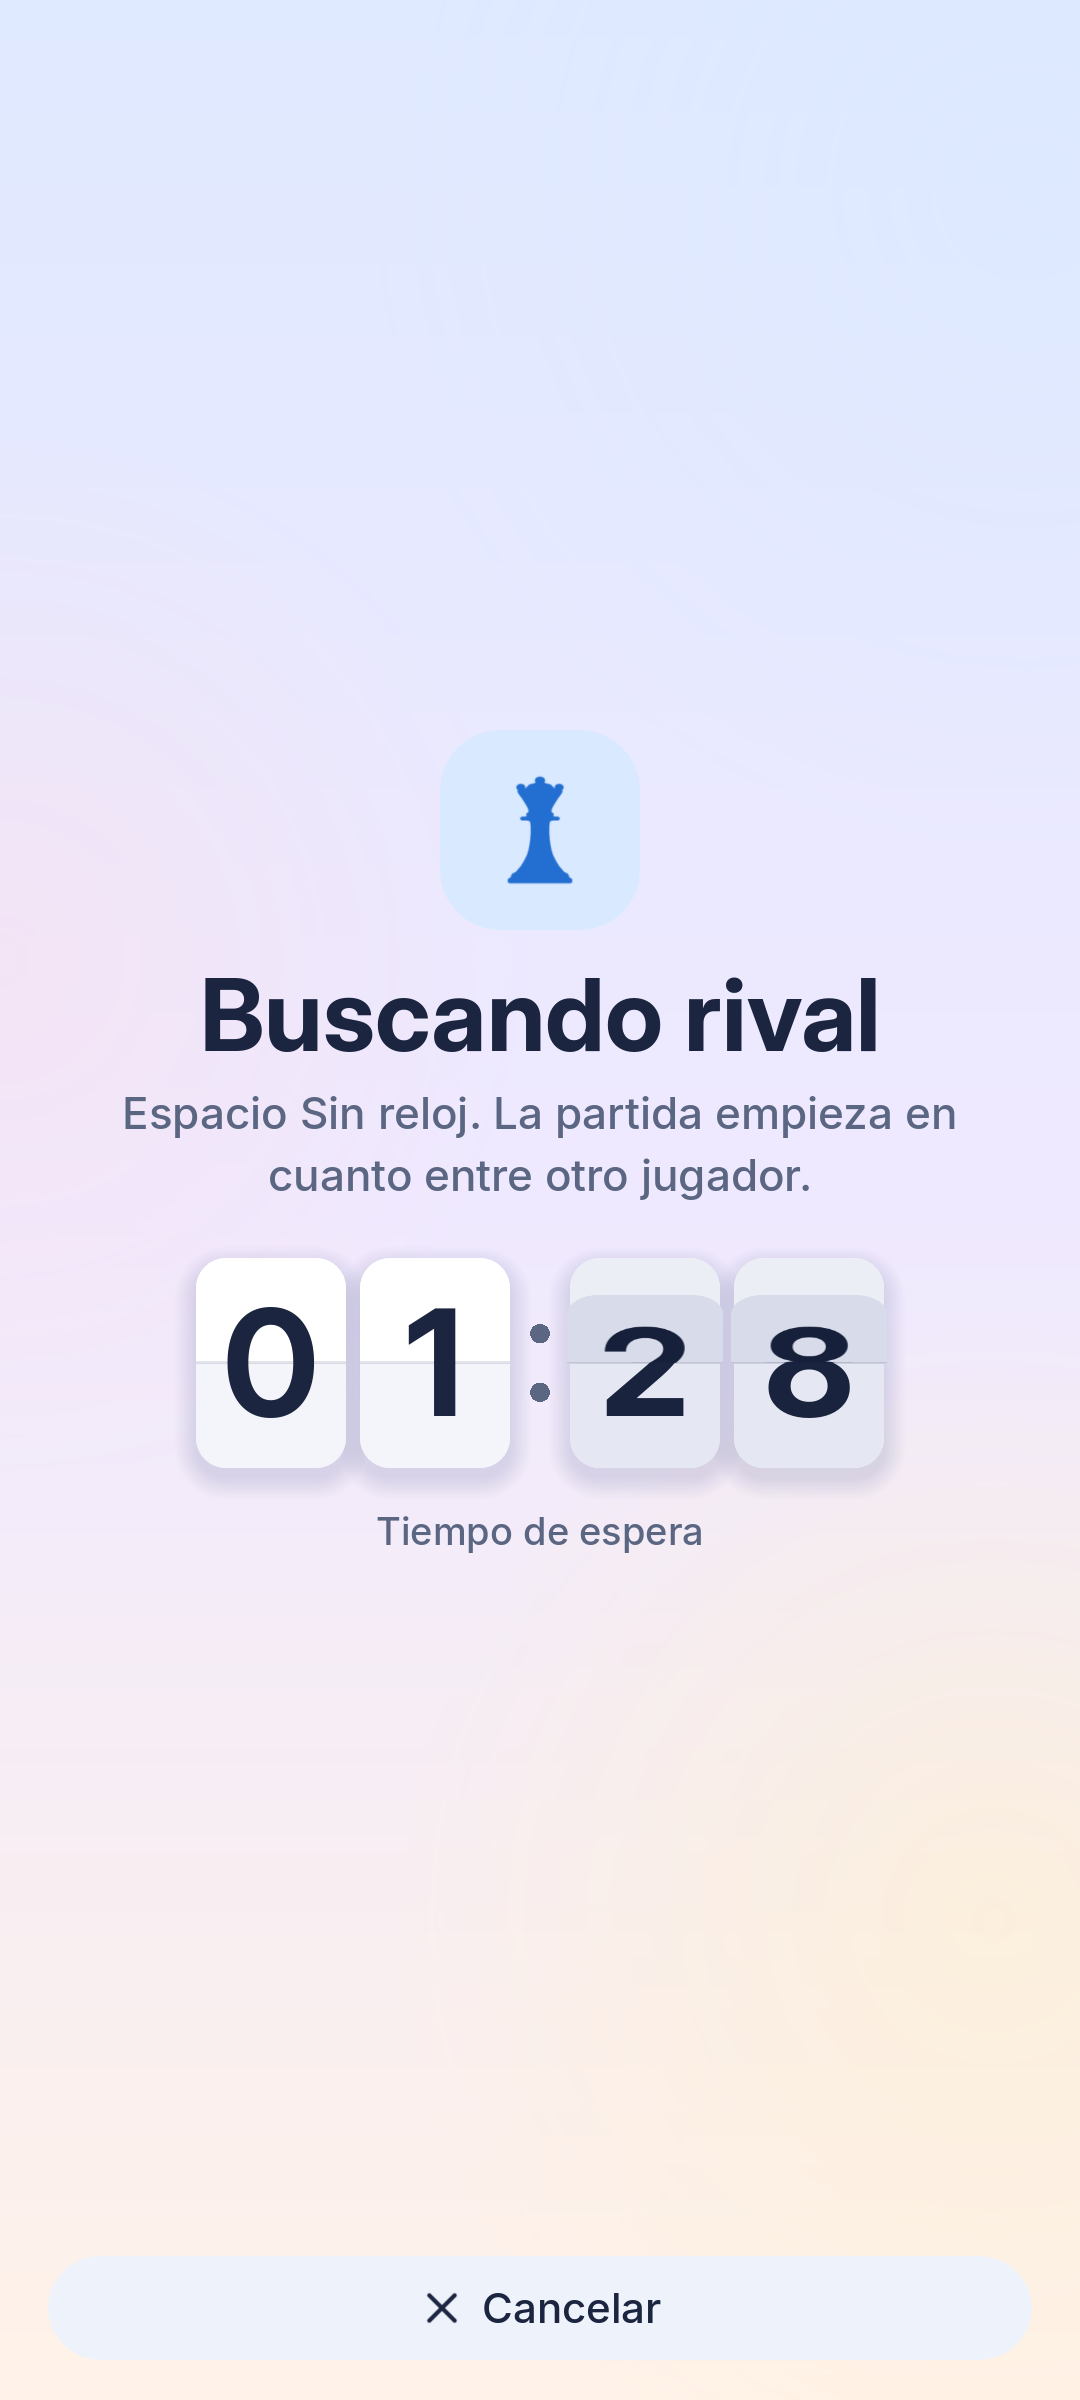 Buscando rival
Espacio Sin reloj. La partida empieza en
cuanto entre otro jugador.
01:28
Tiempo de espera
Cancelar